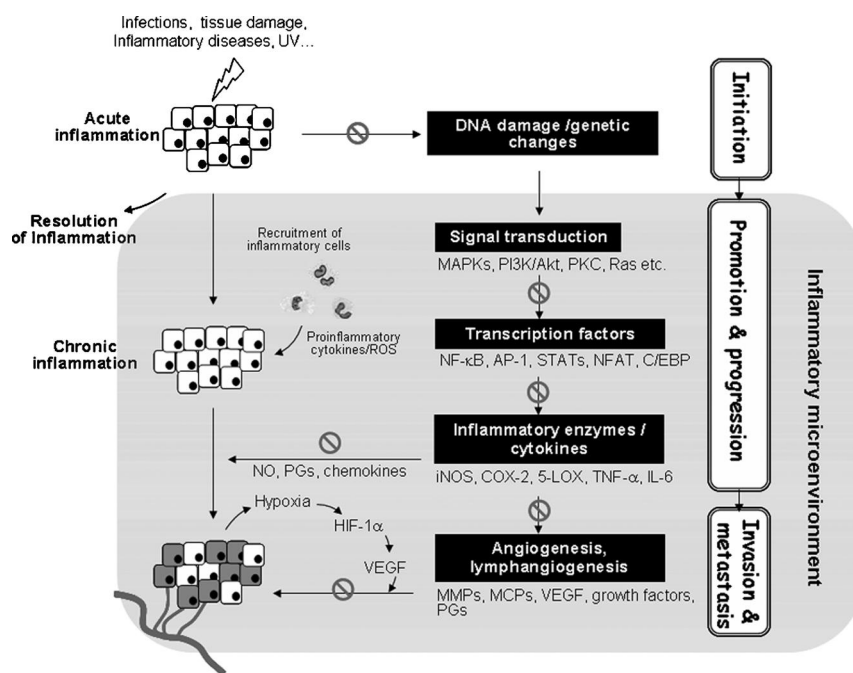 Infections, tissue damage,
Inflammatory diseases, UV...
Acute
inflammation
DNA damage /genetic
changes
Initiation
Resolution
of Inflammation
Recruitment of
inflammatory cells
Signal transduction
MAPKs, PI3K/Akt, PKC, Ras etc.
Proinflammatory
cytokines/ROS
Chronic
inflammation
Transcription factors
NF-κB, AP-1, STATs, NFAT, C/EBP
Promotion & progression
Inflammatory microenvironment
Inflammatory enzymes /
cytokines
NO, PGs, chemokines
iNOS, COX-2, 5-LOX, TNF-α, IL-6
Hypoxia
HIF-1α
VEGF
Angiogenesis,
lymphangiogenesis
MMPs, MCPs, VEGF, growth factors,
PGs
Invasion &
metastasis